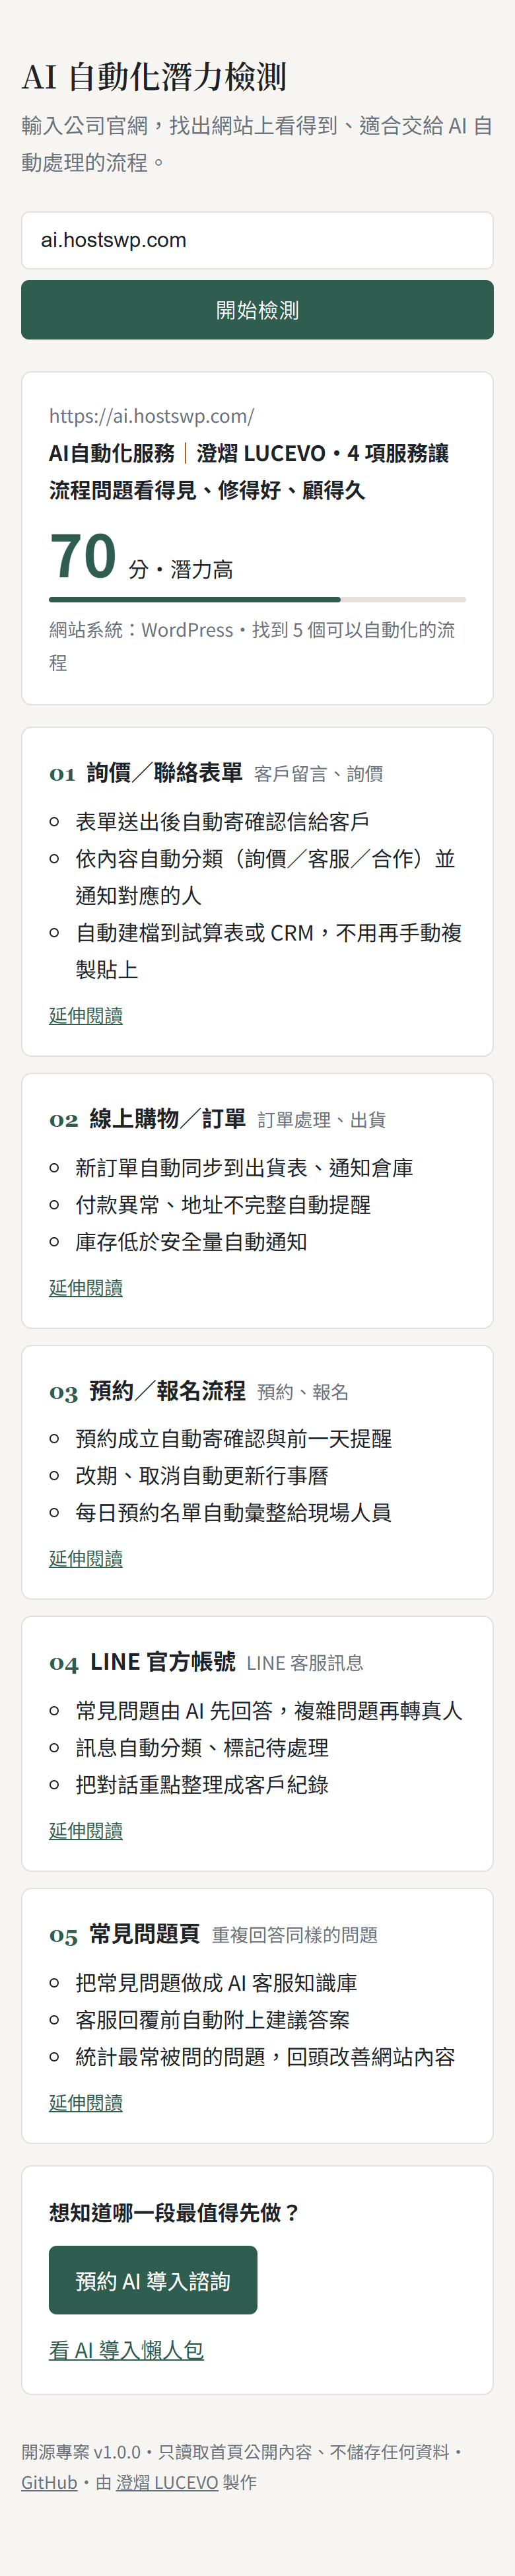 AI 自動化潛力檢測
輸入公司官網，找出網站上看得到、適合交給 AI 自
動處理的流程。
ai.hostswp.com
開始檢測
https://ai.hostswp.com/
AI自動化服務｜澄熠 LUCEVO・4 項服務讓
流程問題看得見、修得好、顧得久
70 分・潛力高
網站系統：WordPress・找到 5 個可以自動化的流
程
01 詢價／聯絡表單 客戶留言、詢價
表單送出後自動寄確認信給客戶
依內容自動分類（詢價／客服／合作）並
通知對應的人
自動建檔到試算表或 CRM，不用再手動複
製貼上
延伸閱讀
02 線上購物／訂單 訂單處理、出貨
新訂單自動同步到出貨表、通知倉庫
付款異常、地址不完整自動提醒
庫存低於安全量自動通知
延伸閱讀
03 預約／報名流程 預約、報名
預約成立自動寄確認與前一天提醒
改期、取消自動更新行事曆
每日預約名單自動彙整給現場人員
延伸閱讀
04 LINE 官方帳號 LINE 客服訊息
常見問題由 AI 先回答，複雜問題再轉真人
訊息自動分類、標記待處理
把對話重點整理成客戶紀錄
延伸閱讀
05 常見問題頁 重複回答同樣的問題
把常見問題做成 AI 客服知識庫
客服回覆前自動附上建議答案
統計最常被問的問題，回頭改善網站內容
延伸閱讀
想知道哪一段最值得先做？
預約 AI 導入諮詢
看 AI 導入懶人包
開源專案 v1.0.0・只讀取首頁公開內容、不儲存任何資料・
GitHub・由 澄熠 LUCEVO 製作